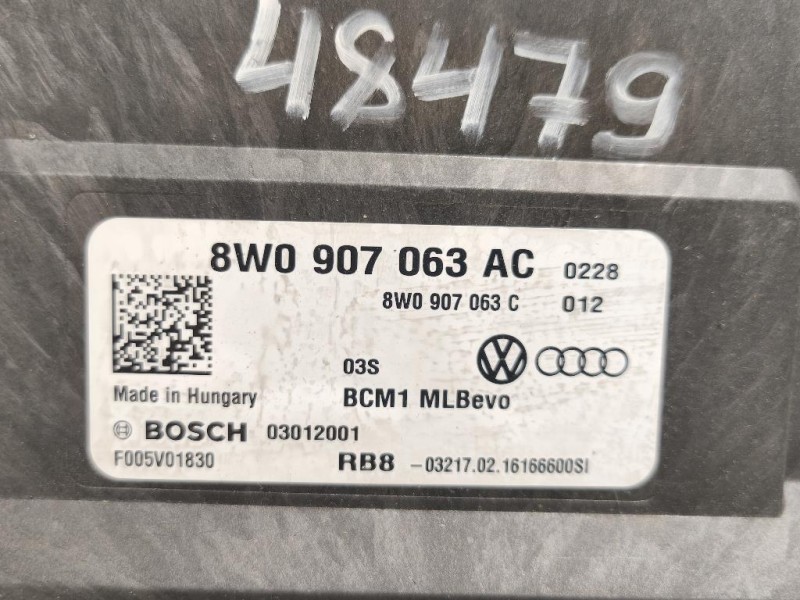 48479
8W0 907 063 AC 0228
8W0 907 063 C 012
03S
Made in Hungary BCM1 MLBevo
BOSCH 03012001
F005V01830 RB8 -03217.02.16166600SI